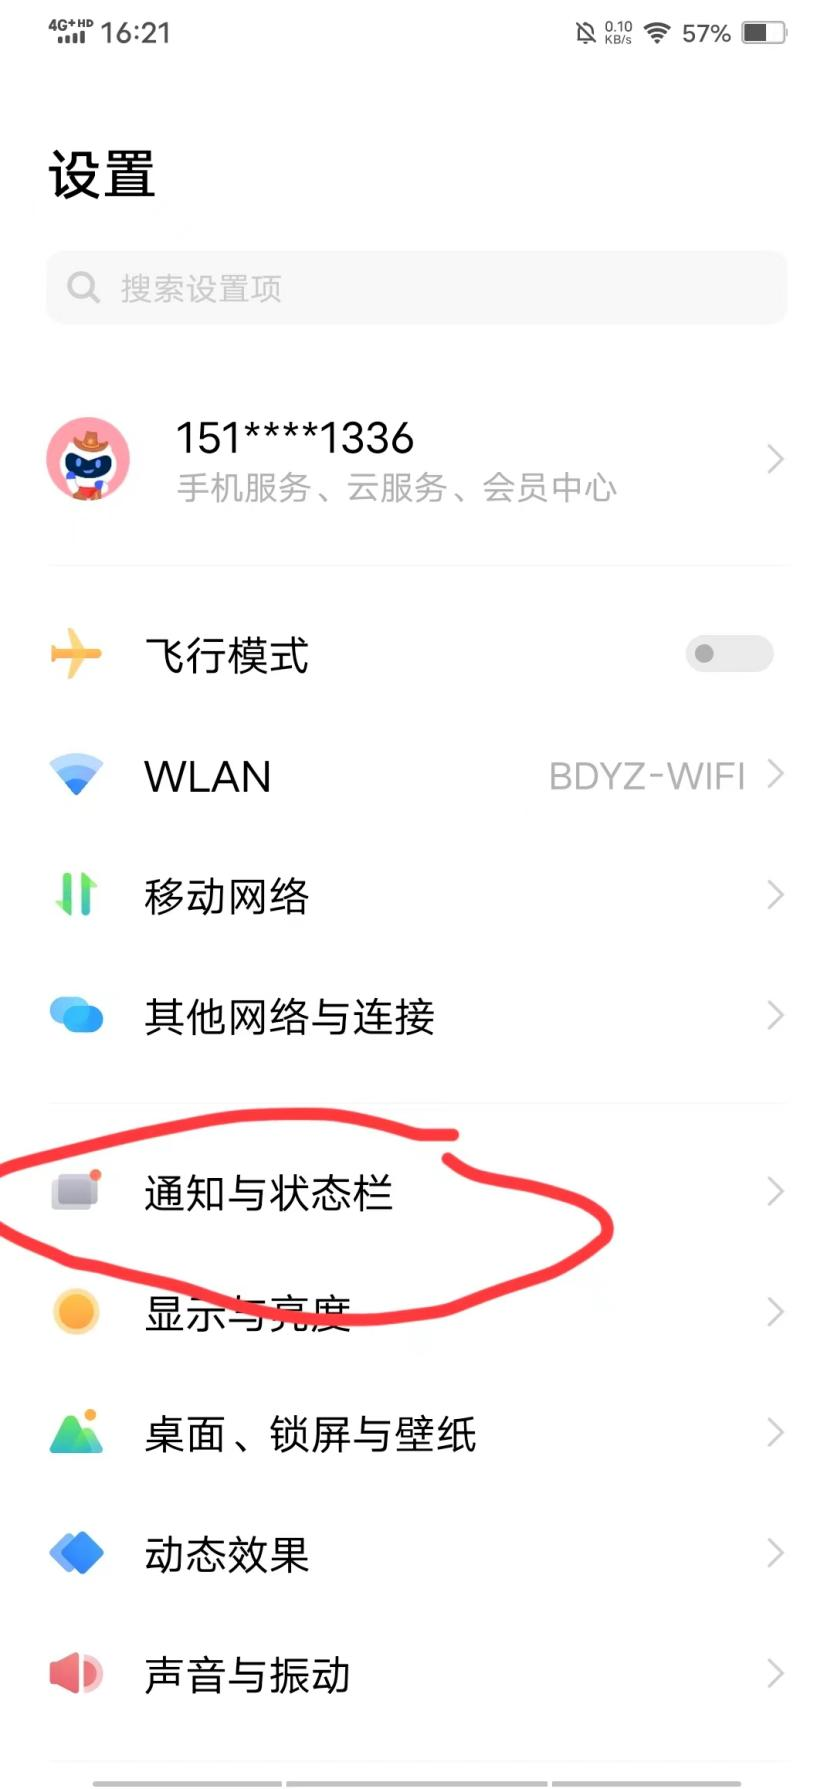 4G+HD 16:21 0.10 KB/s 57%
设置
搜索设置项
151****1336
手机服务、云服务、会员中心
飞行模式
WLAN BDYZ-WIFI
移动网络
其他网络与连接
通知与状态栏
显示与亮度
桌面、锁屏与壁纸
动态效果
声音与振动